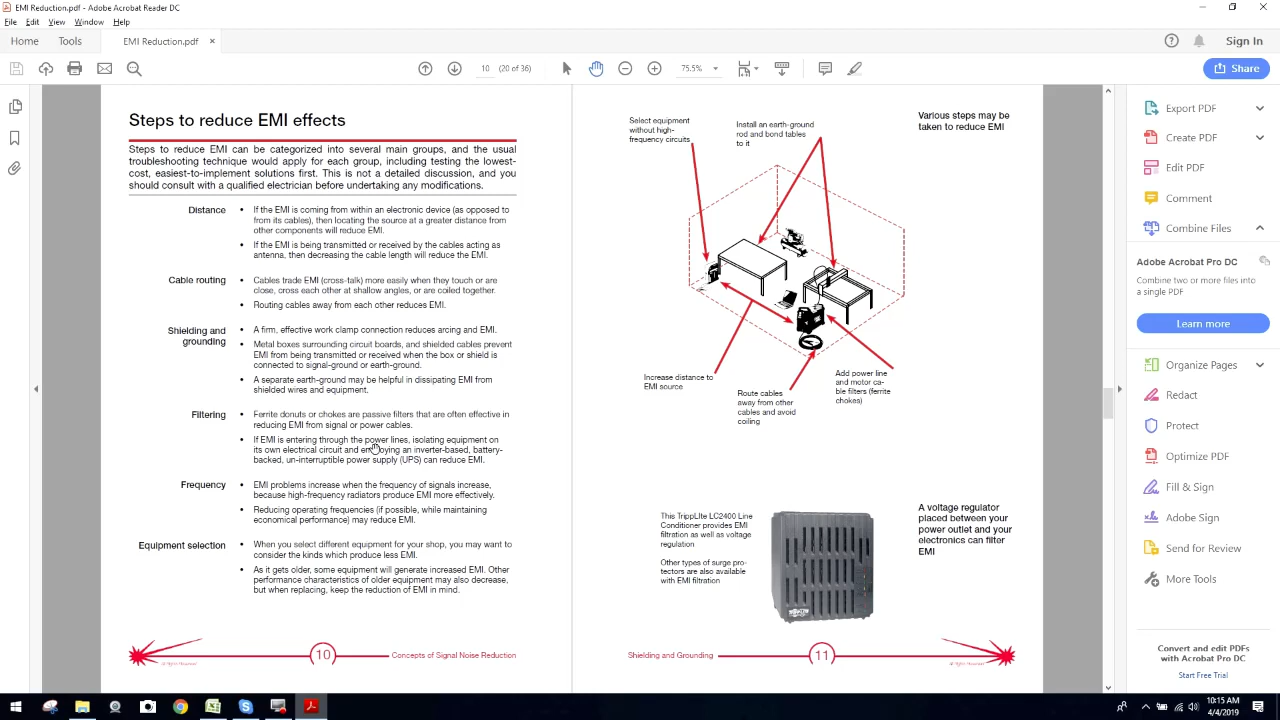 EMI Reduction.pdf - Adobe Acrobat Reader DC
File Edit View Window Help
Home Tools EMI Reduction.pdf × Sign In
10 (20 of 36) 75.5% Share
Steps to reduce EMI effects
Steps to reduce EMI can be categorized into several main groups, and the usual
troubleshooting technique would apply for each group, including testing the lowest-
cost, easiest-to-implement solutions first. This is not a detailed discussion, and you
should consult with a qualified electrician before undertaking any modifications.
Distance
• If the EMI is coming from within an electronic device (as opposed to
from its cables), then locating the source at a greater distance from
other components will reduce EMI.
• If the EMI is being transmitted or received by the cables acting as
antenna, then decreasing the cable length will reduce the EMI.
Cable routing
• Cables trade EMI (cross-talk) more easily when they touch or are
close, cross each other at shallow angles, or are coiled together.
• Routing cables away from each other reduces EMI.
Shielding and
grounding
• A firm, effective work clamp connection reduces arcing and EMI.
• Metal boxes surrounding circuit boards, and shielded cables prevent
EMI from being transmitted or received when the box or shield is
connected to signal-ground or earth-ground.
• A separate earth-ground may be helpful in dissipating EMI from
shielded wires and equipment.
Filtering
• Ferrite donuts or chokes are passive filters that are often effective in
reducing EMI from signal or power cables.
• If EMI is entering through the power lines, isolating equipment on
its own electrical circuit and employing an inverter-based, battery-
backed, un-interruptible power supply (UPS) can reduce EMI.
Frequency
• EMI problems increase when the frequency of signals increase,
because high-frequency radiators produce EMI more effectively.
• Reducing operating frequencies (if possible, while maintaining
economical performance) may reduce EMI.
Equipment selection
• When you select different equipment for your shop, you may want to
consider the kinds which produce less EMI.
• As it gets older, some equipment will generate increased EMI. Other
performance characteristics of older equipment may also decrease,
but when replacing, keep the reduction of EMI in mind.
10 Concepts of Signal Noise Reduction
All Rights Reserved
Select equipment
without high-
frequency circuits
Install an earth-ground
rod and bond tables
to it
Various steps may be
taken to reduce EMI
Increase distance to
EMI source
Route cables
away from other
cables and avoid
coiling
Add power line
and motor ca-
ble filters (ferrite
chokes)
This TrippLIte LC2400 Line
Conditioner provides EMI
filtration as well as voltage
regulation
Other types of surge pro-
tectors are also available
with EMI filtration
A voltage regulator
placed between your
power outlet and your
electronics can filter
EMI
Shielding and Grounding 11
All Rights Reserved
Export PDF
Create PDF
Edit PDF
Comment
Combine Files
Adobe Acrobat Pro DC
Combine two or more files into
a single PDF
Learn more
Organize Pages
Redact
Protect
Optimize PDF
Fill & Sign
Adobe Sign
Send for Review
More Tools
Convert and edit PDFs
with Acrobat Pro DC
Start Free Trial
10:15 AM
4/4/2019